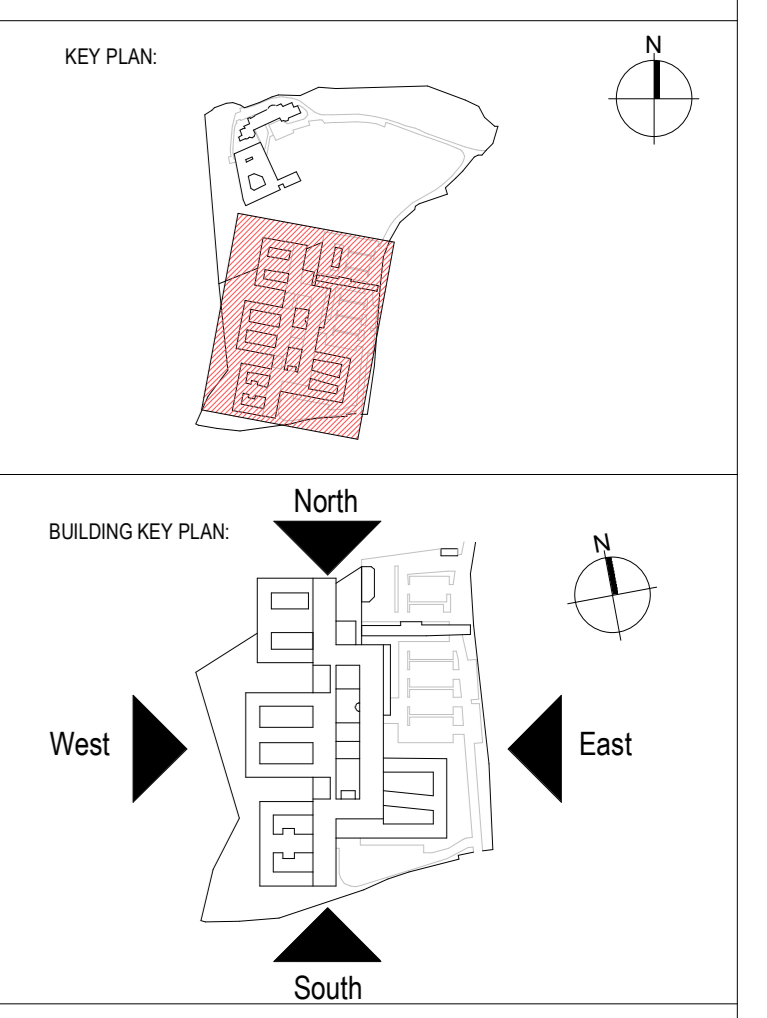 KEY PLAN:
N
North
BUILDING KEY PLAN:
N
West
East
South